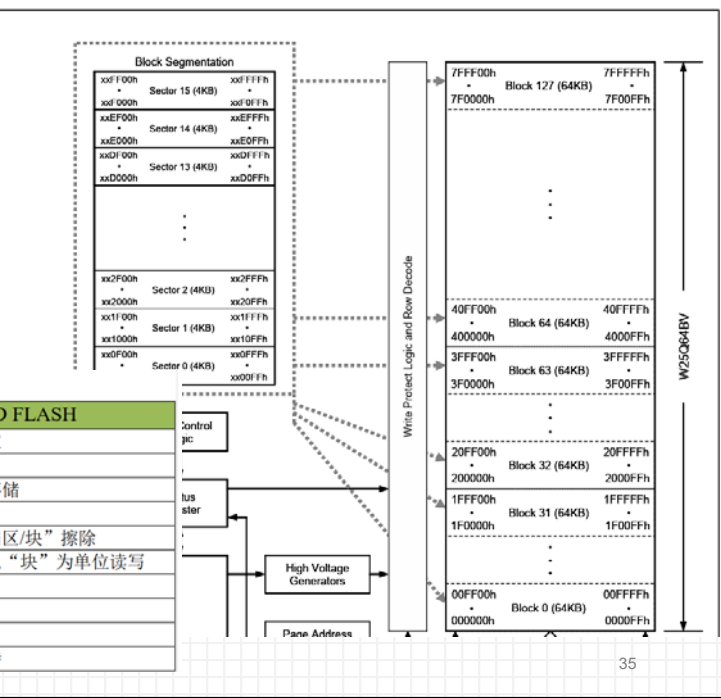 Block Segmentation
xxFF00h xxFFFFh
Sector 15 (4KB)
xxF000h xxF0FFh
xxEF00h xxEFFFh
Sector 14 (4KB)
xxE000h xxE0FFh
xxDF00h xxDFFFh
Sector 13 (4KB)
xxD000h xxD0FFh
xx2F00h xx2FFFh
Sector 2 (4KB)
xx2000h xx20FFh
xx1F00h xx1FFFh
Sector 1 (4KB)
xx1000h xx10FFh
xx0F00h xx0FFFh
Sector 0 (4KB)
xx00FFh
FLASH
储
区/块”擦除
“块”为单位读写
Control
High Voltage
Generators
Page Address
Write Protect Logic and Row Decode
7FFF00h 7FFFFFh
Block 127 (64KB)
7F0000h 7F00FFh
40FF00h 40FFFFh
Block 64 (64KB)
400000h 4000FFh
3FFF00h 3FFFFFh
Block 63 (64KB)
3F0000h 3F00FFh
20FF00h 20FFFFh
Block 32 (64KB)
200000h 2000FFh
1FFF00h 1FFFFFh
Block 31 (64KB)
1F0000h 1F00FFh
00FF00h 00FFFFh
Block 0 (64KB)
000000h 0000FFh
W25Q64BV
35